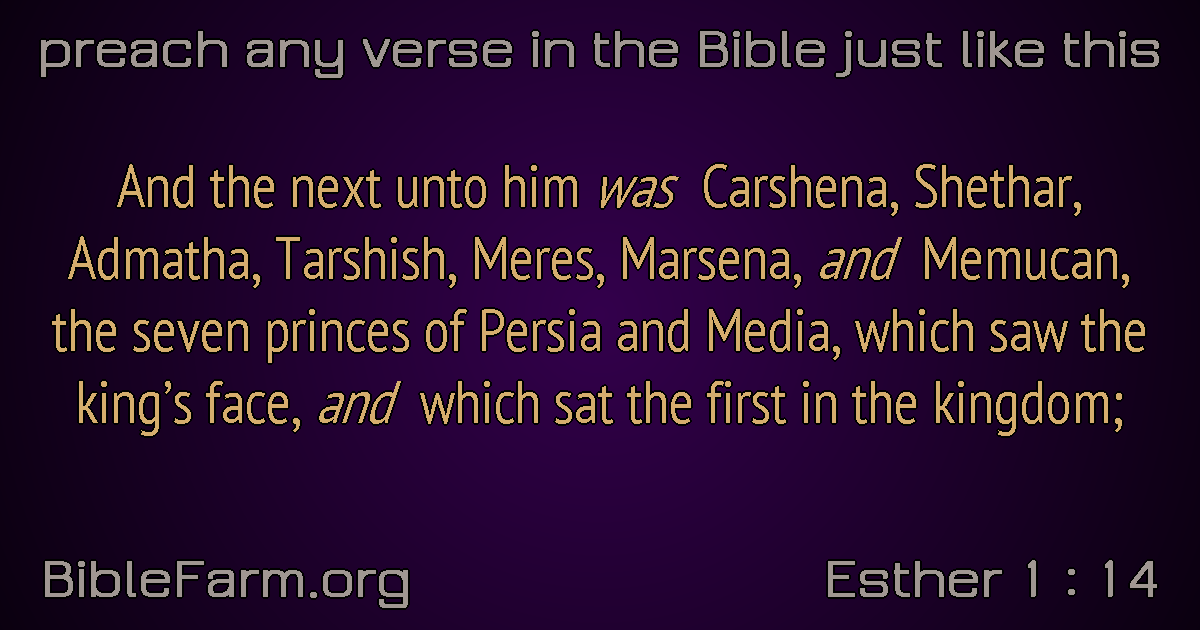 preach any verse in the Bible just like this
And the next unto him was Carshena, Shethar,
Admatha, Tarshish, Meres, Marsena, and Memucan,
the seven princes of Persia and Media, which saw the
king’s face, and which sat the first in the kingdom;
BibleFarm.org
Esther 1 : 14